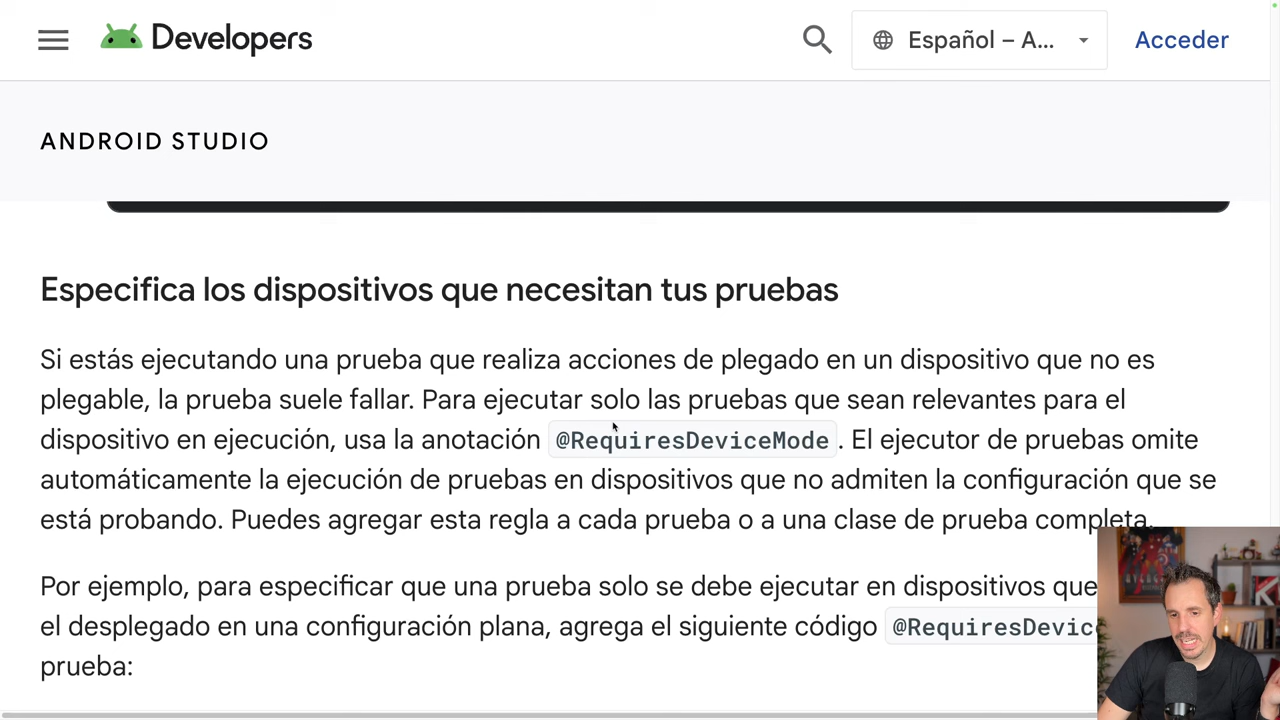 Developers
Español – A...
Acceder
ANDROID STUDIO
Especifica los dispositivos que necesitan tus pruebas
Si estás ejecutando una prueba que realiza acciones de plegado en un dispositivo que no es
plegable, la prueba suele fallar. Para ejecutar solo las pruebas que sean relevantes para el
dispositivo en ejecución, usa la anotación @RequiresDeviceMode. El ejecutor de pruebas omite
automáticamente la ejecución de pruebas en dispositivos que no admiten la configuración que se
está probando. Puedes agregar esta regla a cada prueba o a una clase de prueba completa.
Por ejemplo, para especificar que una prueba solo se debe ejecutar en dispositivos que
el desplegado en una configuración plana, agrega el siguiente código @RequiresDevic
prueba: